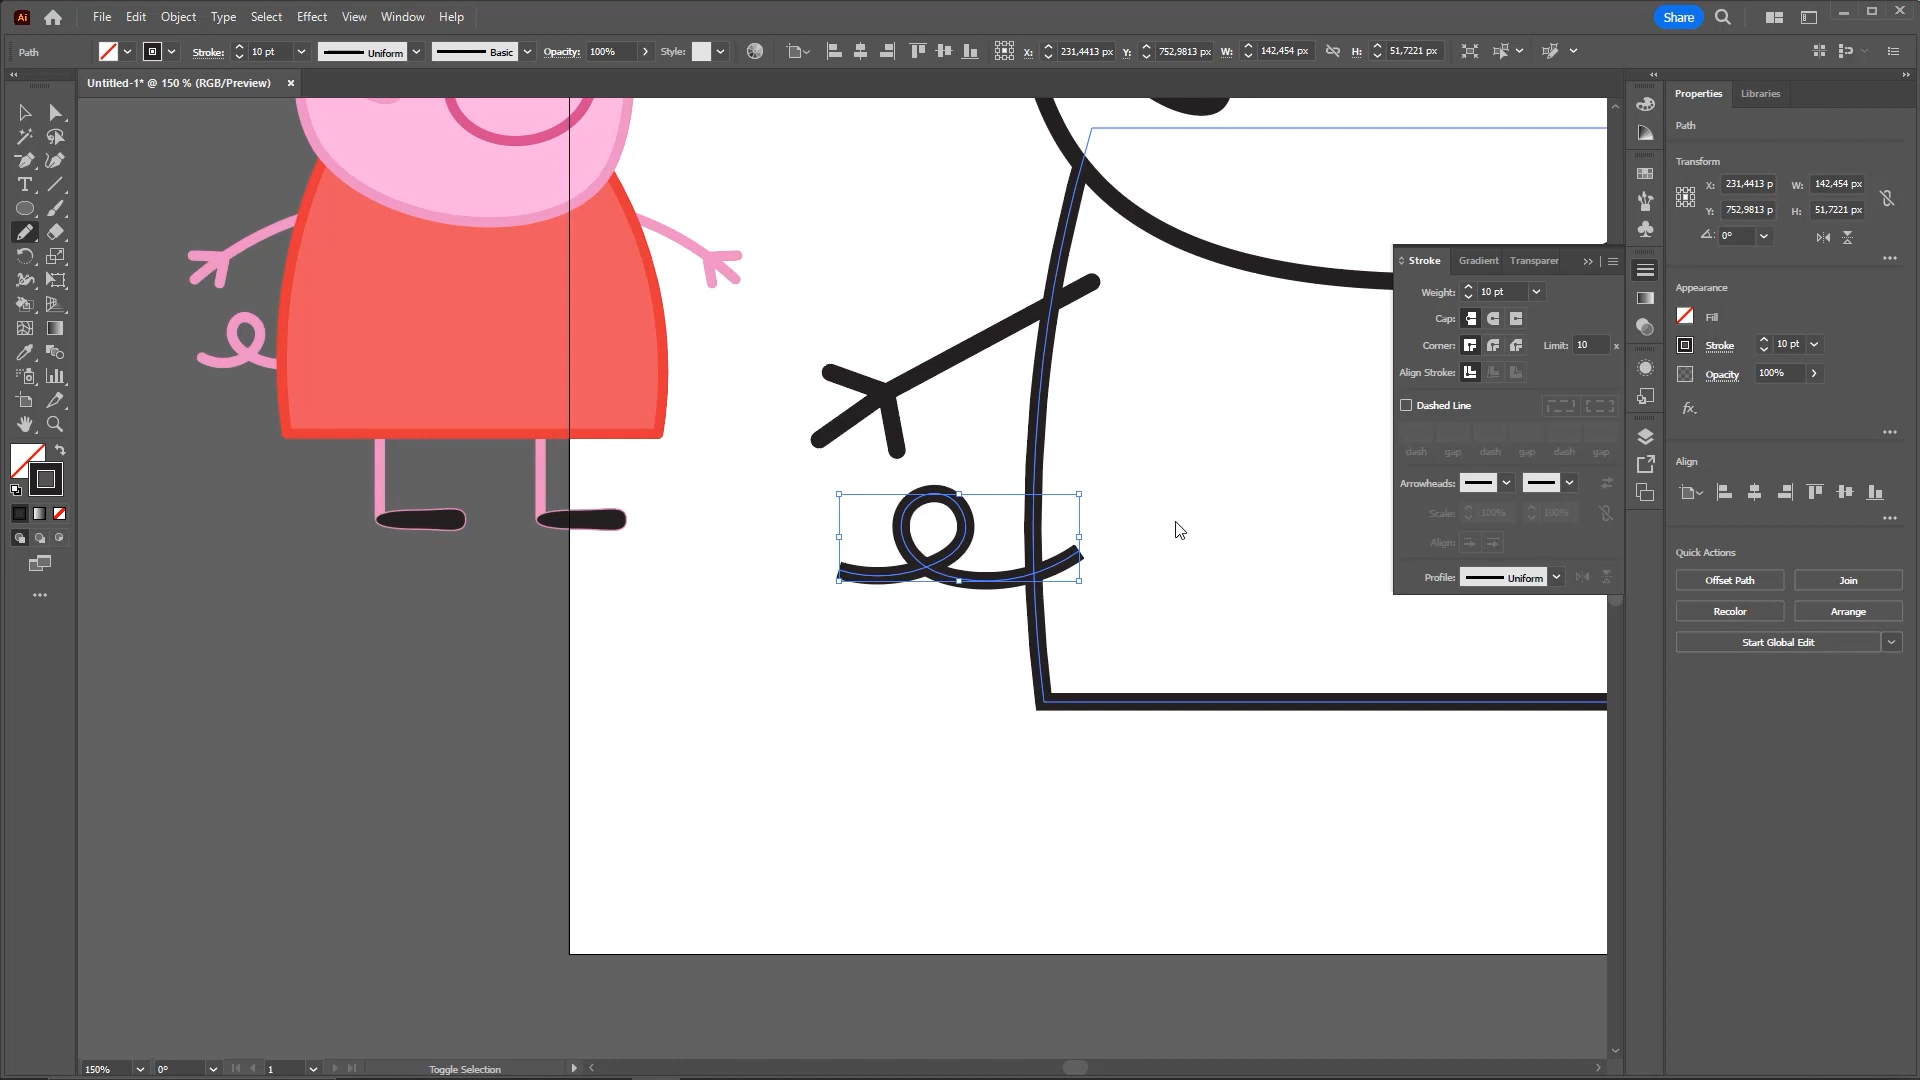 Ai File Edit Object Type Select Effect View Window Help Share
Path Stroke: 10 pt Uniform Basic Opacity: 100% Style: X: 231,4413 px Y: 752,9813 px W: 142,454 px H: 51,7221 px
Untitled-1* @ 150 % (RGB/Preview) ×
Properties Libraries
Path
Transform
X: 231,4413 p W: 142,454 px
Y: 752,9813 p H: 51,7221 px
0°
Appearance
Fill
Stroke 10 pt
Opacity 100%
fx.
Align
Quick Actions
Offset Path Join
Recolor Arrange
Start Global Edit
Stroke Gradient Transparer
Weight: 10 pt
Cap:
Corner: Limit: 10 x
Align Stroke:
Dashed Line
dash gap dash gap dash gap
Arrowheads:
Scale: 100% 100%
Align:
Profile: Uniform
150% 0° 1 Toggle Selection